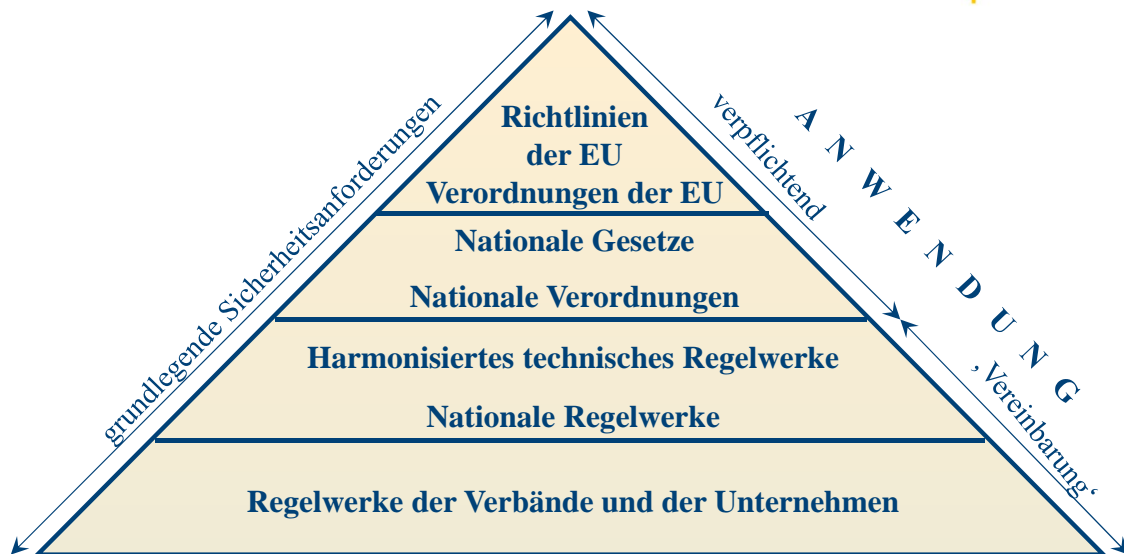 Richtlinien
der EU
Verordnungen der EU
Nationale Gesetze
Nationale Verordnungen
Harmonisiertes technisches Regelwerke
Nationale Regelwerke
Regelwerke der Verbände und der Unternehmen
grundlegende Sicherheitsanforderungen
verpflichtend
‚Vereinbarung‘
A N W E N D U N G